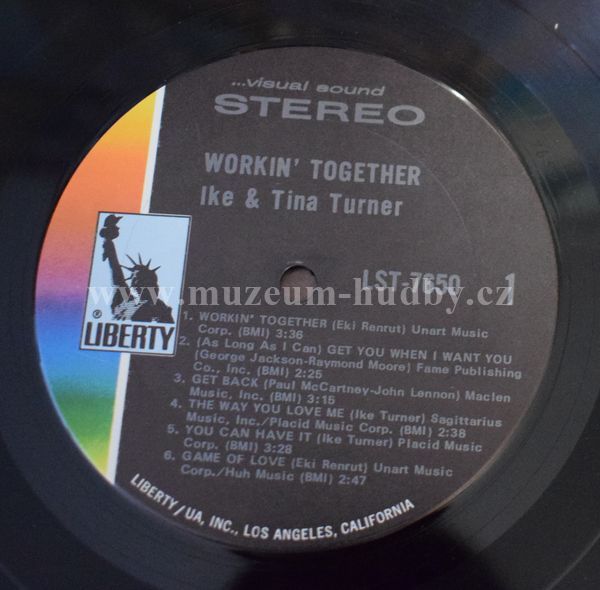 ...visual sound
STEREO
WORKIN' TOGETHER
Ike & Tina Turner
LST-7650 1
www.muzeum-hudby.cz
® LIBERTY
1. WORKIN' TOGETHER (Eki Renrut) Unart Music
Corp. (BMI) 3:36
2. (As Long As I Can) GET YOU WHEN I WANT YOU
(George Jackson-Raymond Moore) Fame Publishing
Co., Inc. (BMI) 2:25
3. GET BACK (Paul McCartney-John Lennon) Maclen
Music, Inc. (BMI) 3:15
4. THE WAY YOU LOVE ME (Ike Turner) Sagittarius
Music, Inc./Placid Music Corp. (BMI) 2:38
5. YOU CAN HAVE IT (Ike Turner) Placid Music
Corp. (BMI) 3:28
6. GAME OF LOVE (Eki Renrut) Unart Music
Corp./Huh Music (BMI) 2:47
LIBERTY/UA, INC., LOS ANGELES, CALIFORNIA